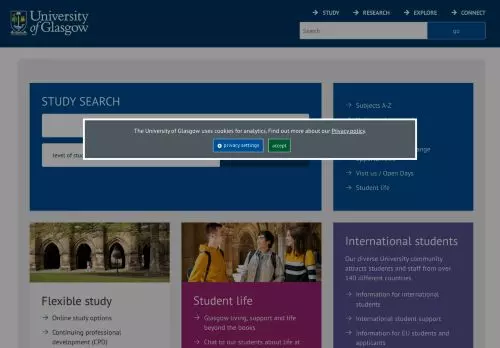 University
of Glasgow
STUDY
RESEARCH
EXPLORE
CONNECT
Search
go
STUDY SEARCH
Subjects A-Z
The University of Glasgow uses cookies for analytics. Find out more about our Privacy policy.
privacy settings
accept
level of stu
Visit us / Open Days
Student life
Flexible study
Online study options
Continuing professional
development (CPD)
Student life
Glasgow living, support and life
beyond the books
Chat to our students about life at
International students
Our diverse University community
attracts students and staff from over
140 different countries
Information for international
students
International student support
Information for EU students and
applicants